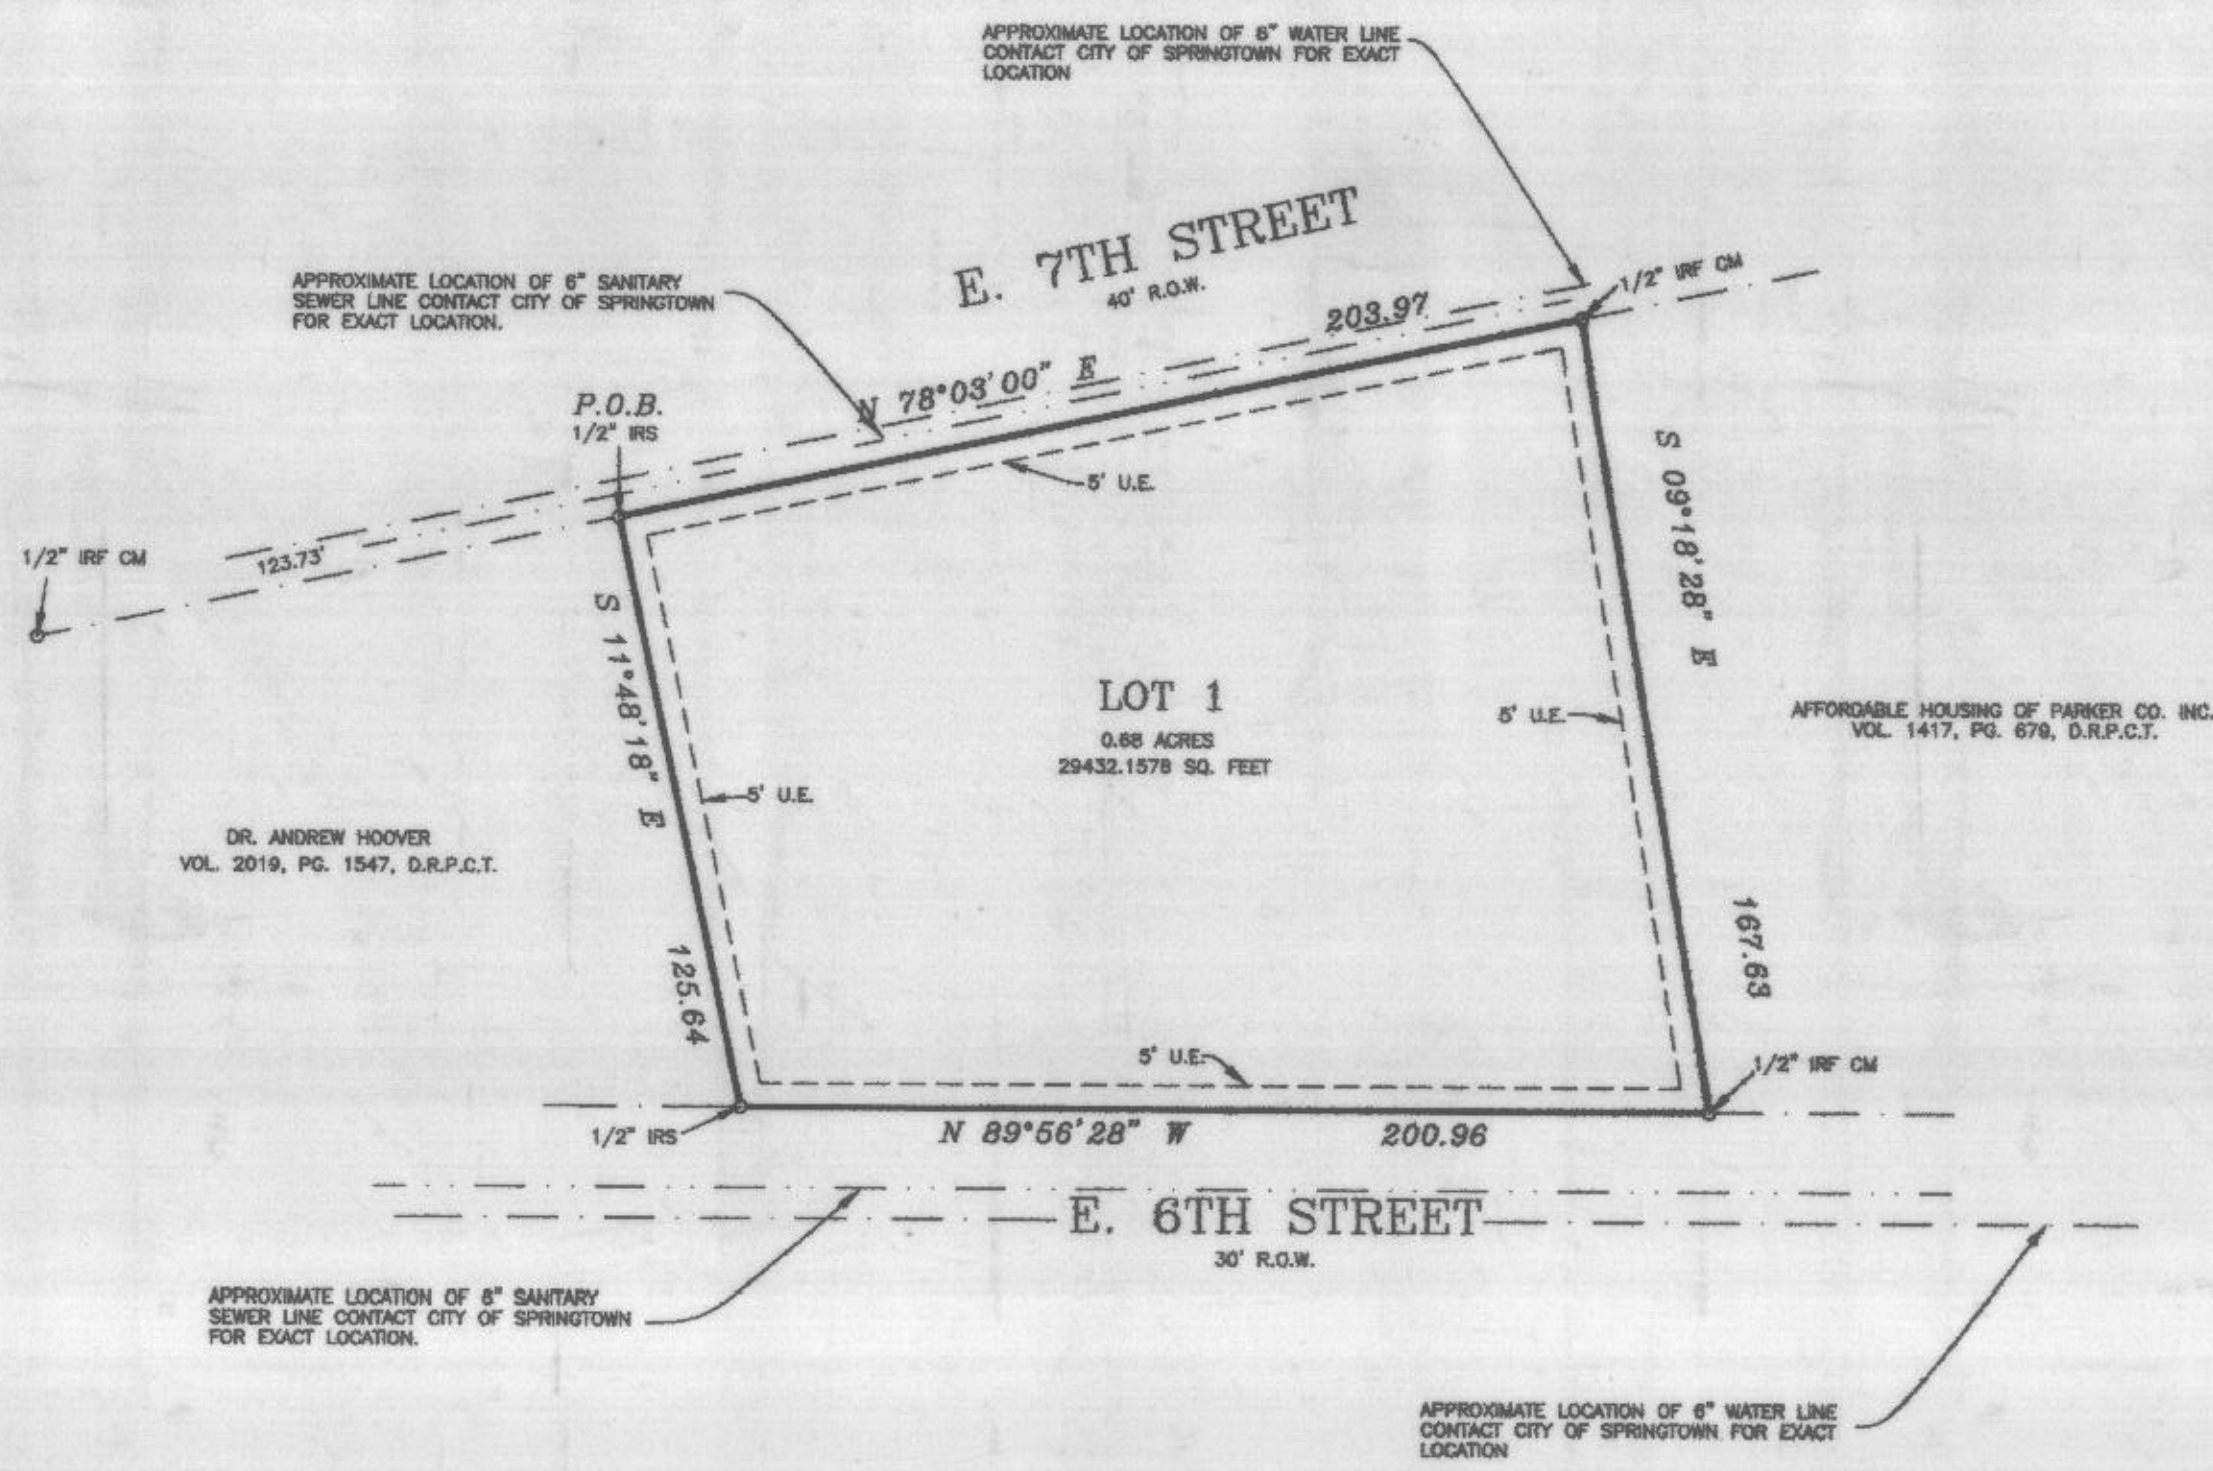 APPROXIMATE LOCATION OF 6" WATER LINE
CONTACT CITY OF SPRINGTOWN FOR EXACT
LOCATION
E. 7TH STREET
40' R.O.W.
APPROXIMATE LOCATION OF 6" SANITARY
SEWER LINE CONTACT CITY OF SPRINGTOWN
FOR EXACT LOCATION.
1/2" IRF CM
203.97
N 78°03'00" E
P.O.B.
1/2" IRS
5' U.E.
1/2" IRF CM
123.73'
S 09°18'28" E
S 11°48'18" E
LOT 1
0.68 ACRES
29432.1578 SQ. FEET
5' U.E.
AFFORDABLE HOUSING OF PARKER CO. INC.
VOL. 1417, PG. 679, D.R.P.C.T.
5' U.E.
DR. ANDREW HOOVER
VOL. 2019, PG. 1547, D.R.P.C.T.
167.63
125.64
5' U.E.
1/2" IRF CM
1/2" IRS
N 89°56'28" W
200.96
E. 6TH STREET
30' R.O.W.
APPROXIMATE LOCATION OF 6" SANITARY
SEWER LINE CONTACT CITY OF SPRINGTOWN
FOR EXACT LOCATION.
APPROXIMATE LOCATION OF 6" WATER LINE
CONTACT CITY OF SPRINGTOWN FOR EXACT
LOCATION